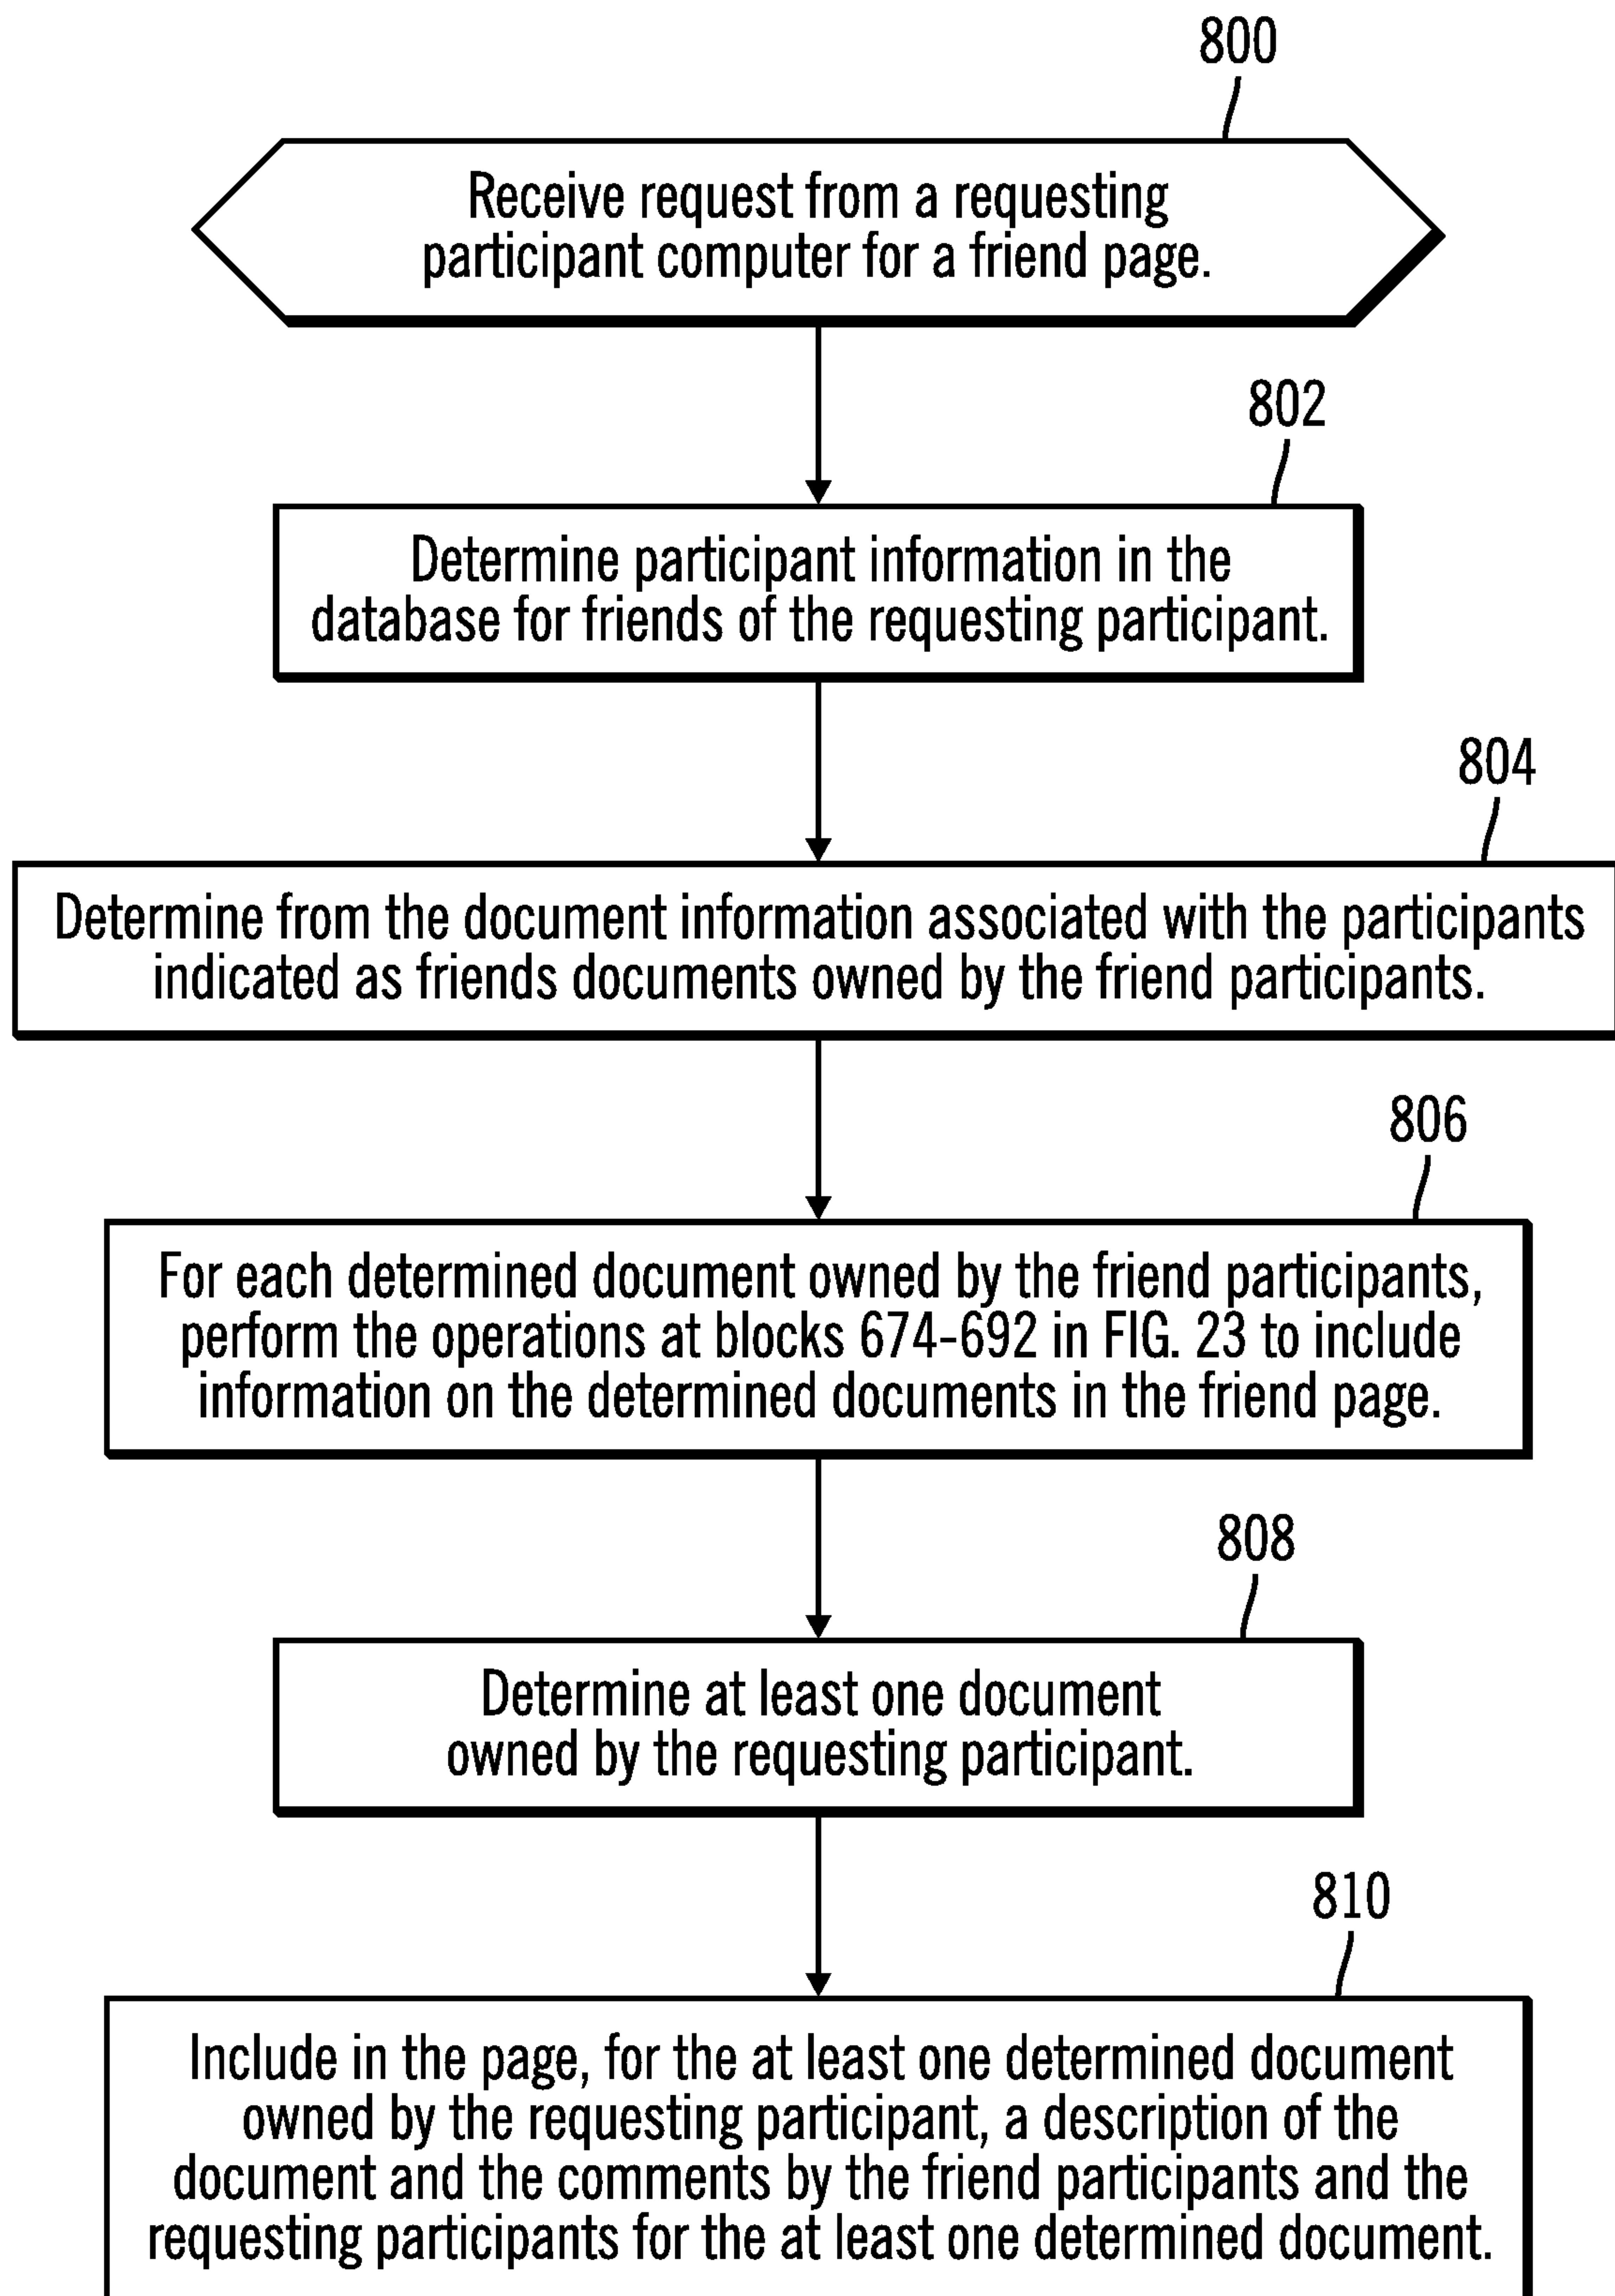 800
Receive request from a requesting
participant computer for a friend page.
802
Determine participant information in the
database for friends of the requesting participant.
804
Determine from the document information associated with the participants
indicated as friends documents owned by the friend participants.
806
For each determined document owned by the friend participants,
perform the operations at blocks 674-692 in FIG. 23 to include
information on the determined documents in the friend page.
808
Determine at least one document
owned by the requesting participant.
810
Include in the page, for the at least one determined document
owned by the requesting participant, a description of the
document and the comments by the friend participants and the
requesting participants for the at least one determined document.